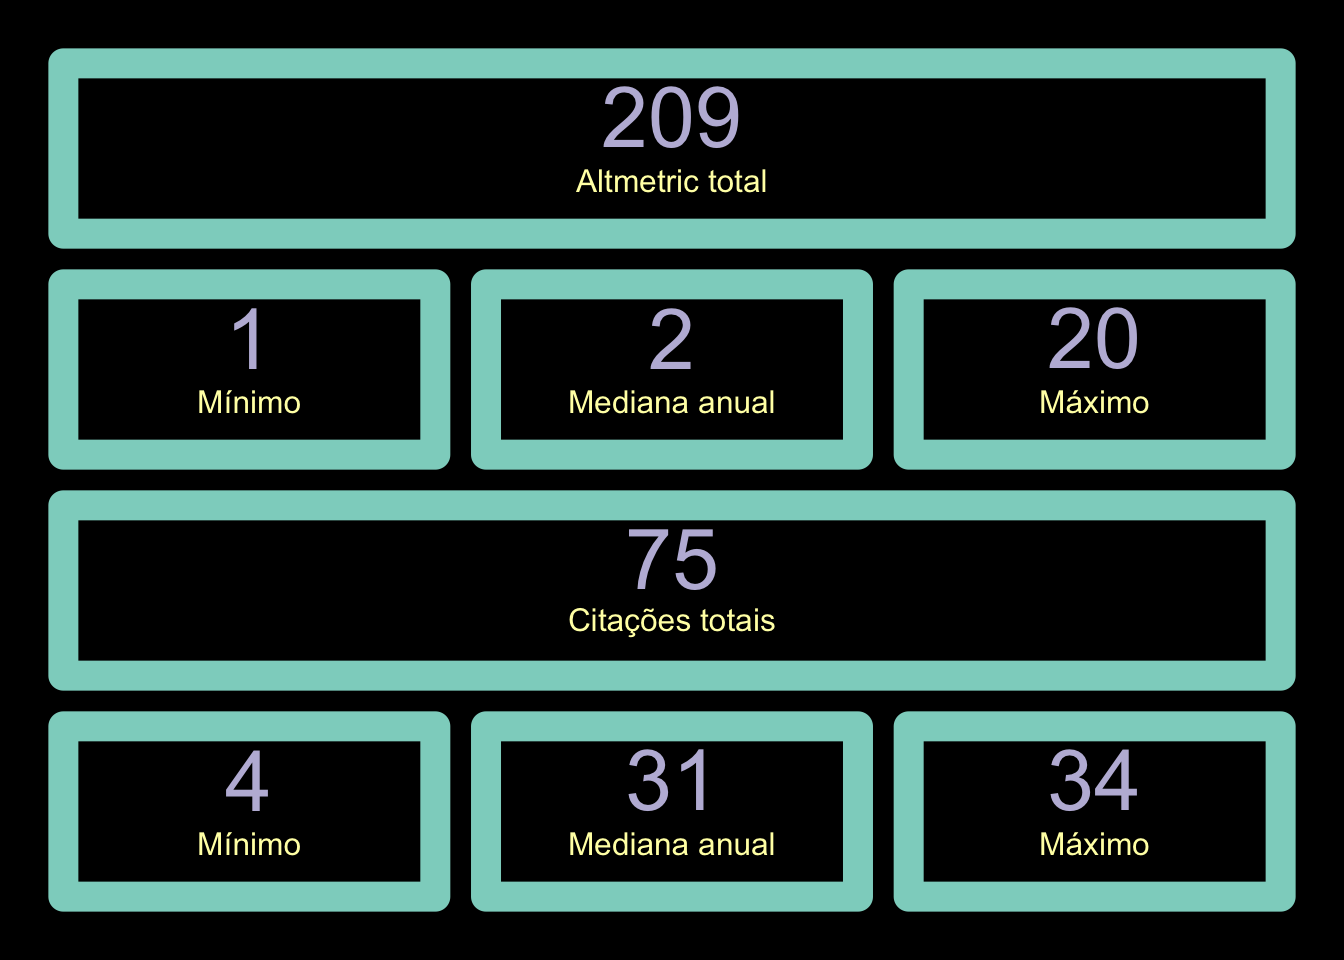 209
Altmetric total
1
Mínimo
2
Mediana anual
20
Máximo
75
Citações totais
4
Mínimo
31
Mediana anual
34
Máximo